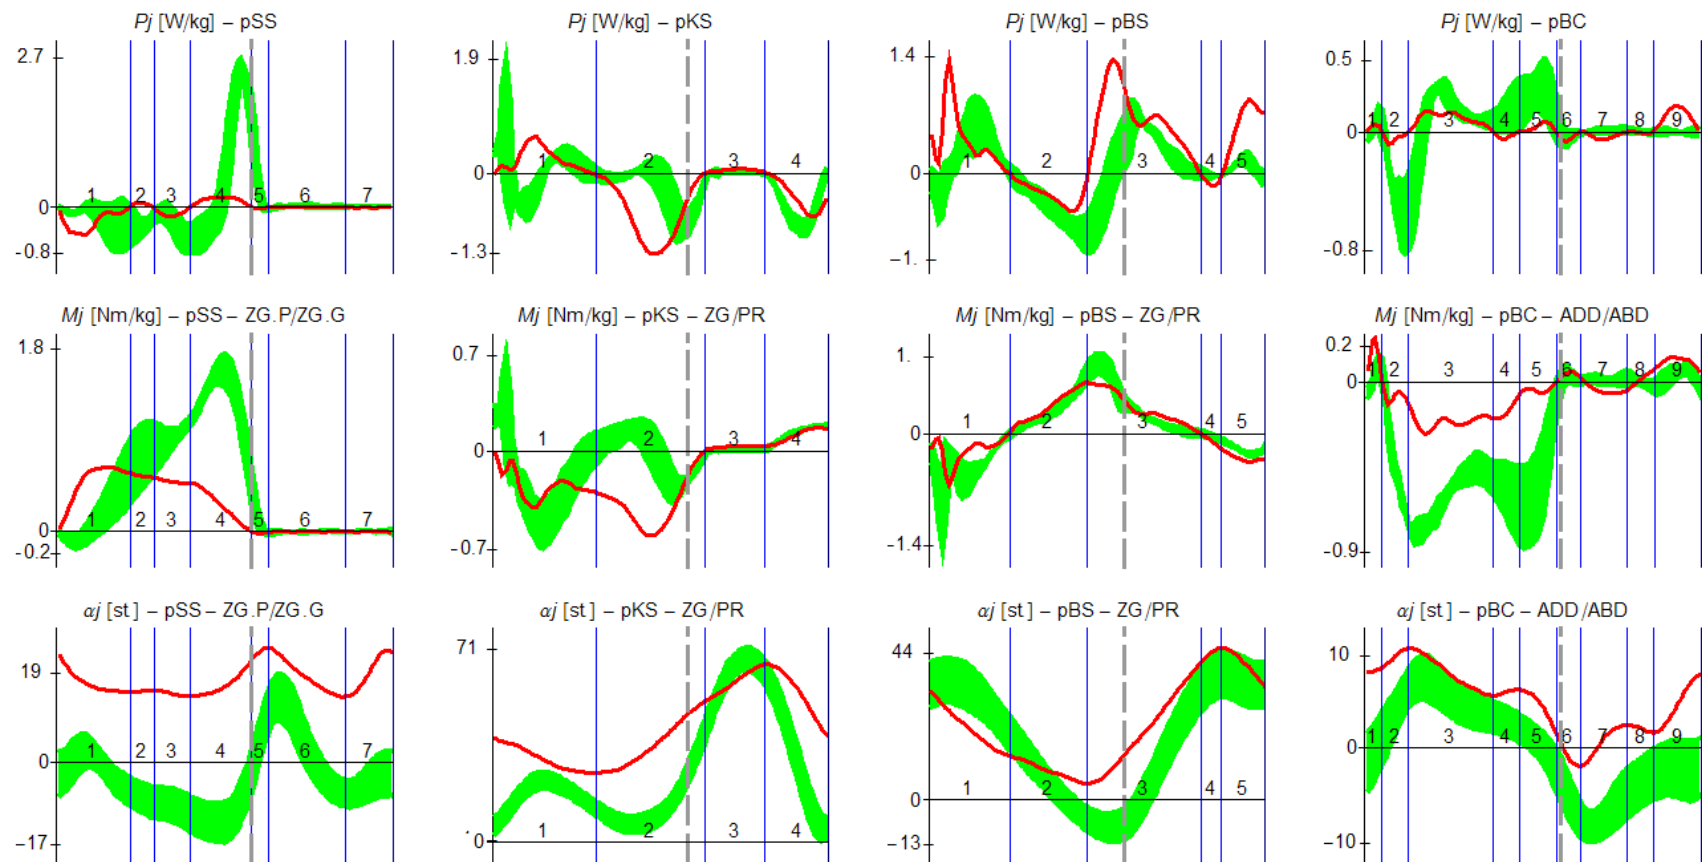 Pj [W/kg] – pSS
2.7
0
-0.8
1 2 3 4 5 6 7
Pj [W/kg] – pKS
1.9
0
-1.3
1 2 3 4
Pj [W/kg] – pBS
1.4
0
-1.
1 2 3 4 5
Pj [W/kg] – pBC
0.5
0
-0.8
1 2 3 4 5 6 7 8 9
Mj [Nm/kg] – pSS – ZG.P/ZG.G
1.8
0
-0.2
1 2 3 4 5 6 7
Mj [Nm/kg] – pKS – ZG/PR
0.7
0
-0.7
1 2 3 4
Mj [Nm/kg] – pBS – ZG/PR
1.
0
-1.4
1 2 3 4 5
Mj [Nm/kg] – pBC – ADD/ABD
0.2
0
-0.9
1 2 3 4 5 6 7 8 9
αj [st] – pSS – ZG.P/ZG.G
19
0
-17
1 2 3 4 5 6 7
αj [st] – pKS – ZG/PR
71
0
1 2 3 4
αj [st] – pBS – ZG/PR
44
0
-13
1 2 3 4 5
αj [st] – pBC – ADD/ABD
10
0
-10
1 2 3 4 5 6 7 8 9